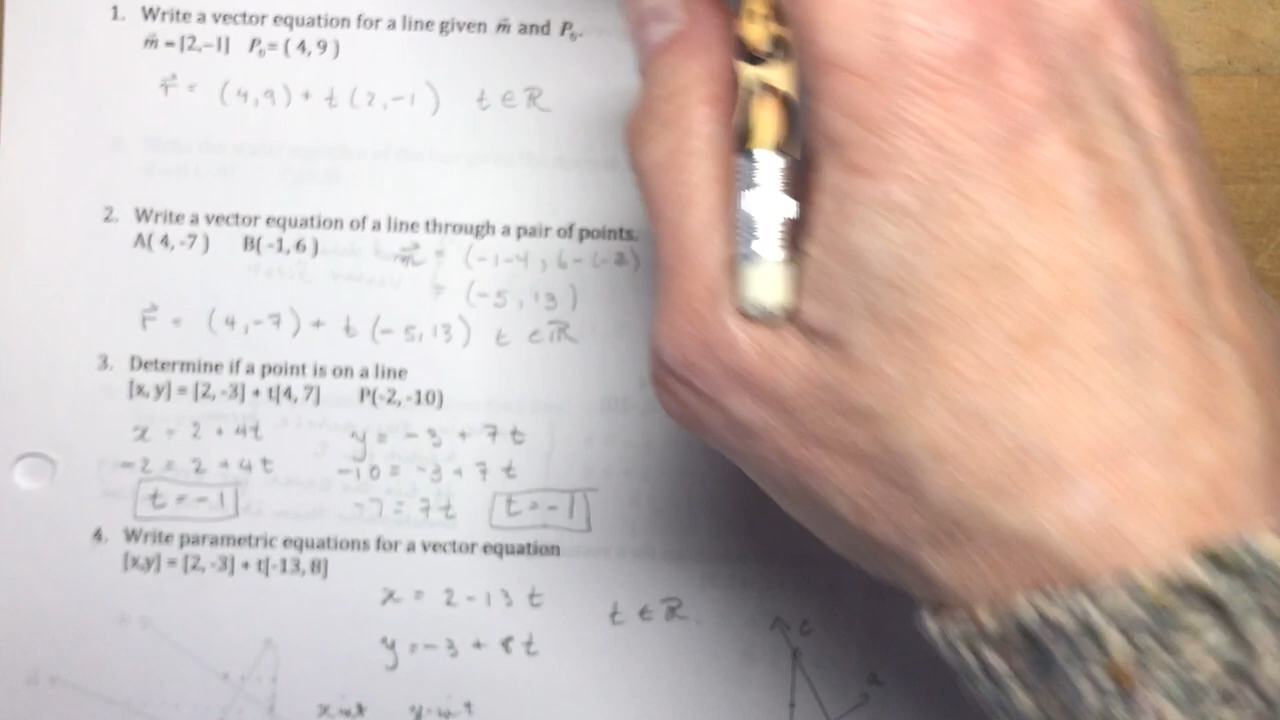 1. Write a vector equation for a line given m⃗ and P₀.
m⃗ = [2,-1] P₀= ( 4, 9 )
r⃗ = (4,9) + t (2,-1) t ∈ ℝ
2. Write a vector equation of a line through a pair of points.
A( 4, -7 ) B( -1, 6 ) m⃗ = (-1-4, 6-(-7)
= (-5, 13)
r⃗ = (4,-7) + t (-5, 13) t ∈ ℝ
3. Determine if a point is on a line
[x, y] = [2, -3] + t[4, 7] P(-2, -10)
x = 2 + 4t y = -3 + 7t
-2 = 2 + 4t -10 = -3 + 7t
t = -1 -7 = 7t t = -1
4. Write parametric equations for a vector equation
[x,y] = [2, -3] + t[-13, 8]
x = 2 - 13t t ∈ ℝ.
y = -3 + 8t
x-int y-int